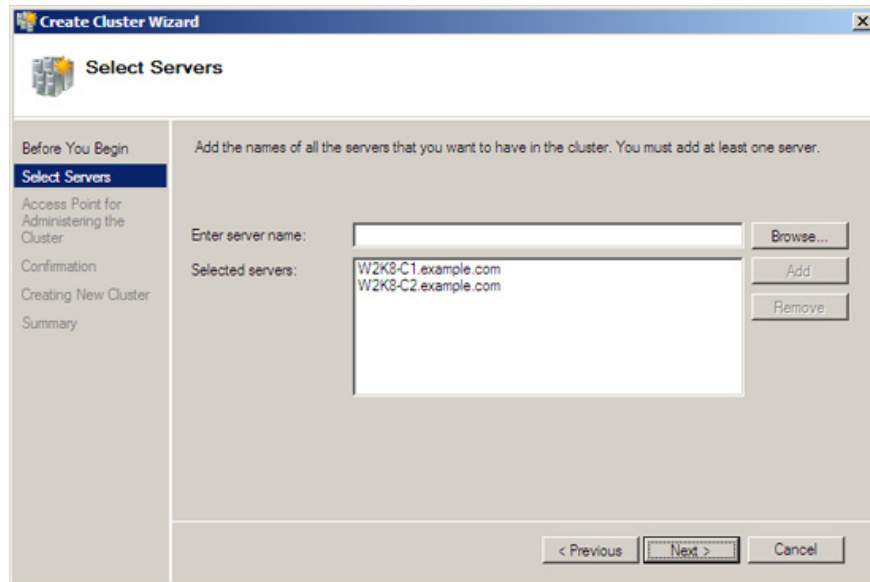 Create Cluster Wizard
Select Servers
Before You Begin
Select Servers
Access Point for
Administering the
Cluster
Confirmation
Creating New Cluster
Summary
Add the names of all the servers that you want to have in the cluster. You must add at least one server.
Enter server name:
Browse...
Selected servers:
W2K8-C1.example.com
W2K8-C2.example.com
Add
Remove
< Previous
Next >
Cancel